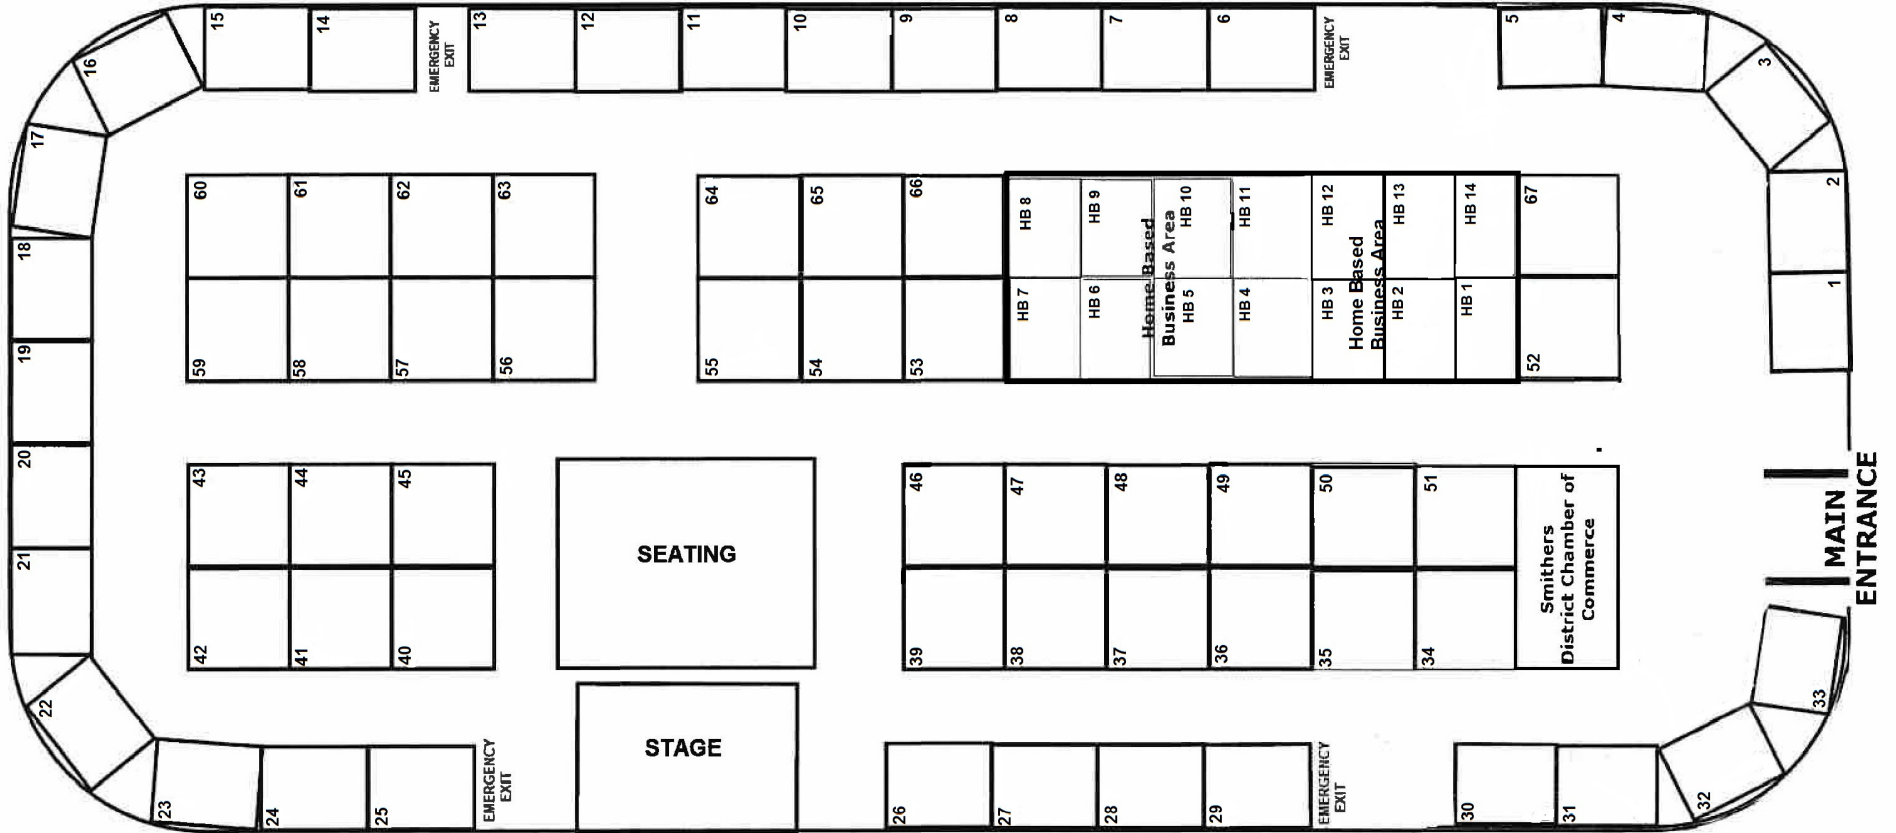 15
14
EMERGENCY
EXIT
13
12
11
10
9
8
7
6
EMERGENCY
EXIT
5
4
3
16
17
2
1
18
19
20
21
60
61
62
63
64
65
66
HB 8
HB 9
HB 10
HB 11
HB 12
HB 13
HB 14
67
Home Based
Business Area
Home Based
Business Area
59
58
57
56
55
54
53
HB 7
HB 6
HB 5
HB 4
HB 3
HB 2
HB 1
52
43
44
45
SEATING
46
47
48
49
50
51
Smithers
District Chamber of
Commerce
MAIN
ENTRANCE
42
41
40
39
38
37
36
35
34
33
22
23
24
25
EMERGENCY
EXIT
STAGE
26
27
28
29
EMERGENCY
EXIT
30
31
32